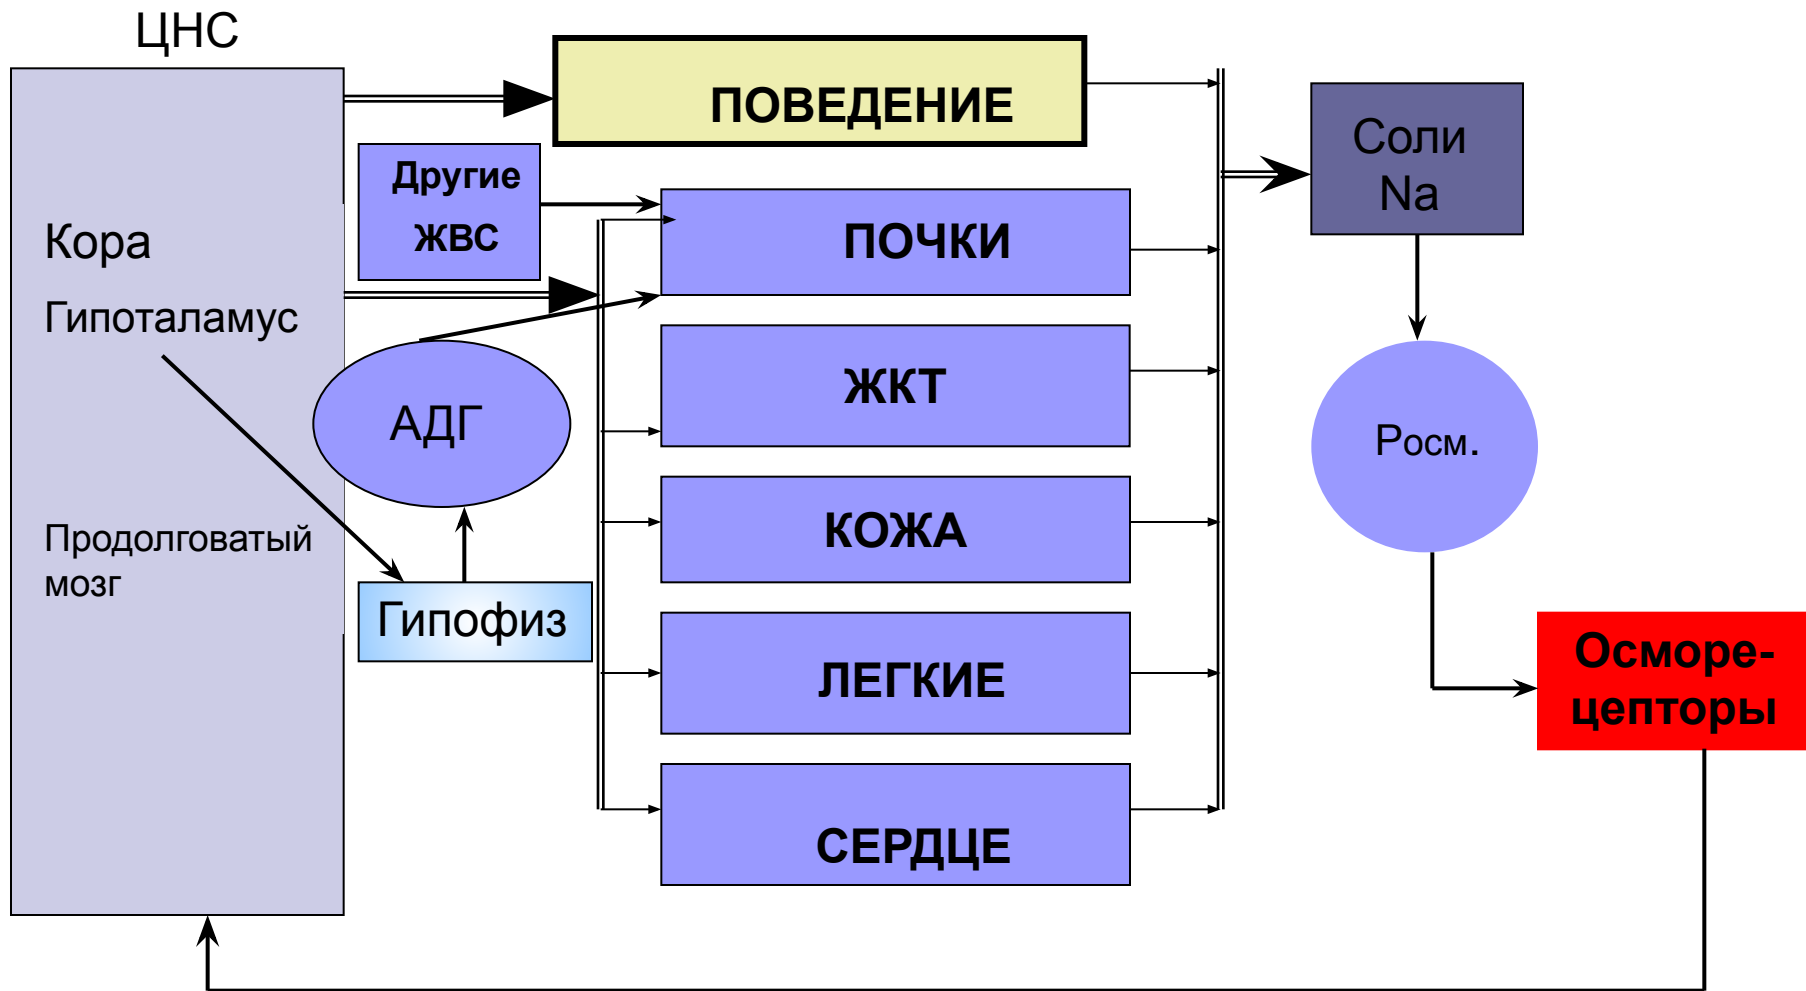 ЦНС
ПОВЕДЕНИЕ
Другие
ЖВС
Соли
Na
Кора
ПОЧКИ
Гипоталамус
ЖКТ
АДГ
Росм.
Продолговатый
мозг
КОЖА
Гипофиз
ЛЕГКИЕ
Осморе-
цепторы
СЕРДЦЕ